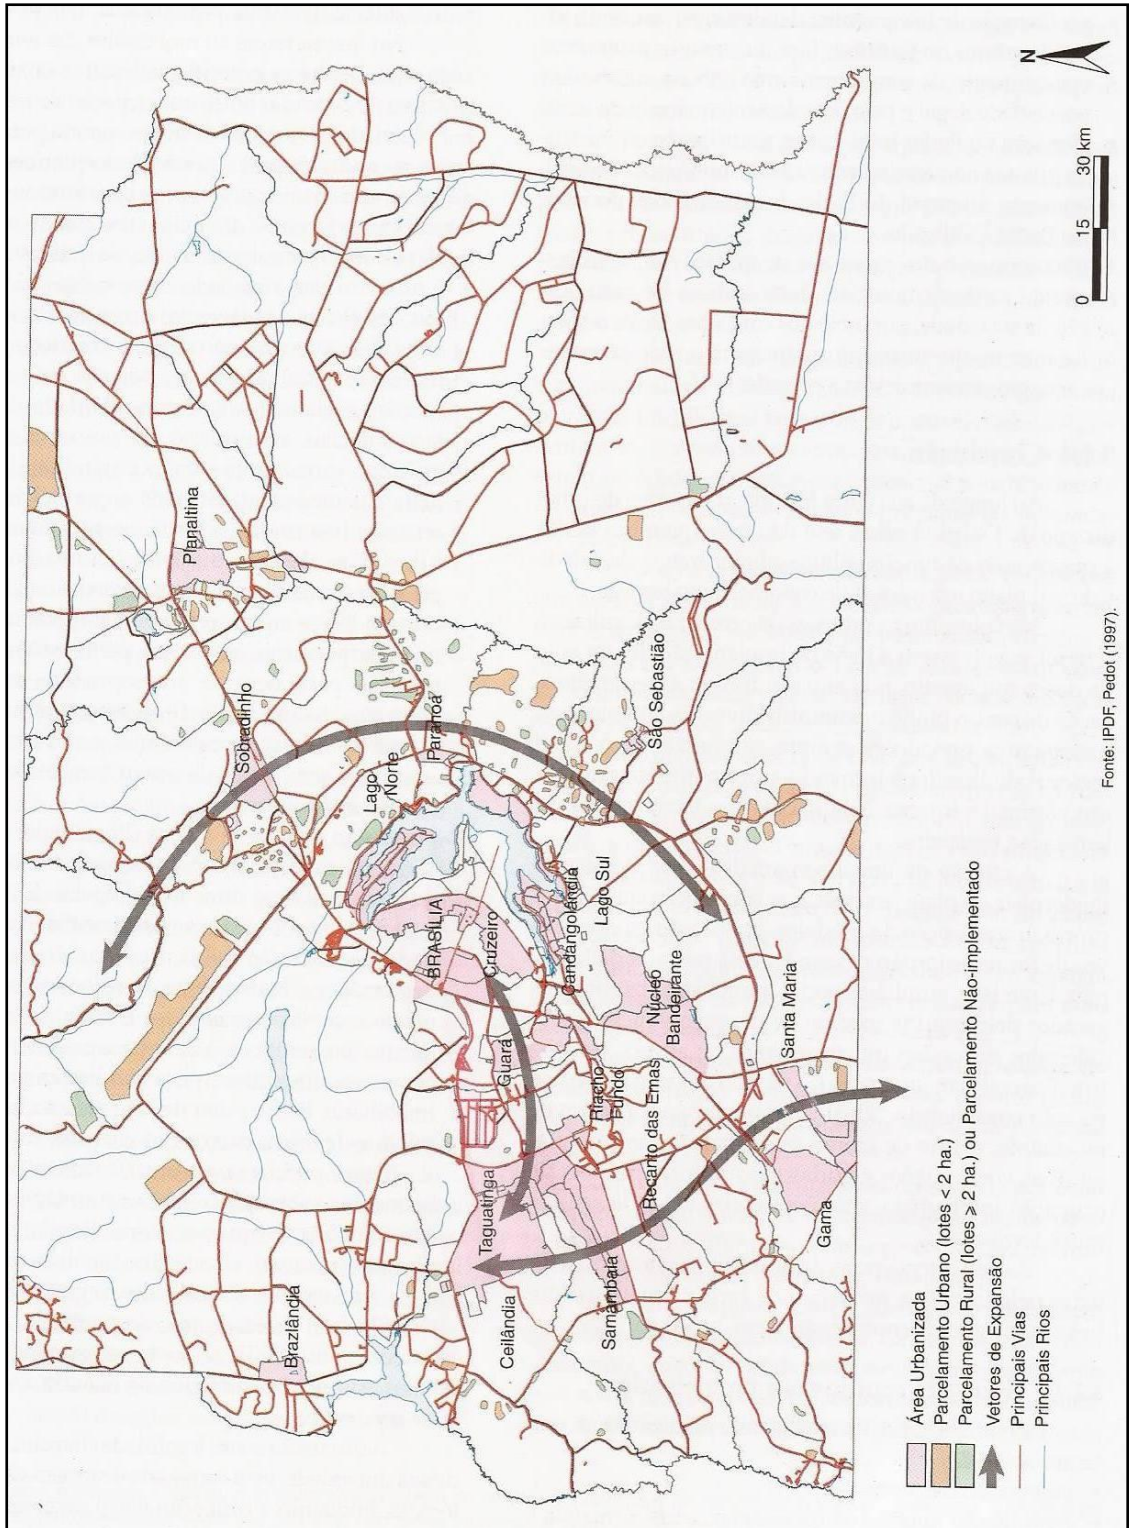 N
0 15 30 km
Planaltina
Sobradinho
Brazlândia
Lago
Norte
Paranoá
BRASÍLIA
Cruzeiro
Taguatinga
Guará
Ceilândia
Candangolândia
Lago Sul
São Sebastião
Núcleo
Bandeirante
Riacho
Fundo
Samambaia
Recanto das Emas
Santa Maria
Gama
Área Urbanizada
Parcelamento Urbano (lotes < 2 ha.)
Parcelamento Rural (lotes > 2 ha.) ou Parcelamento Não-implementado
Vetores de Expansão
Principais Vias
Principais Rios
Fonte: IPDF, Pedot (1997).